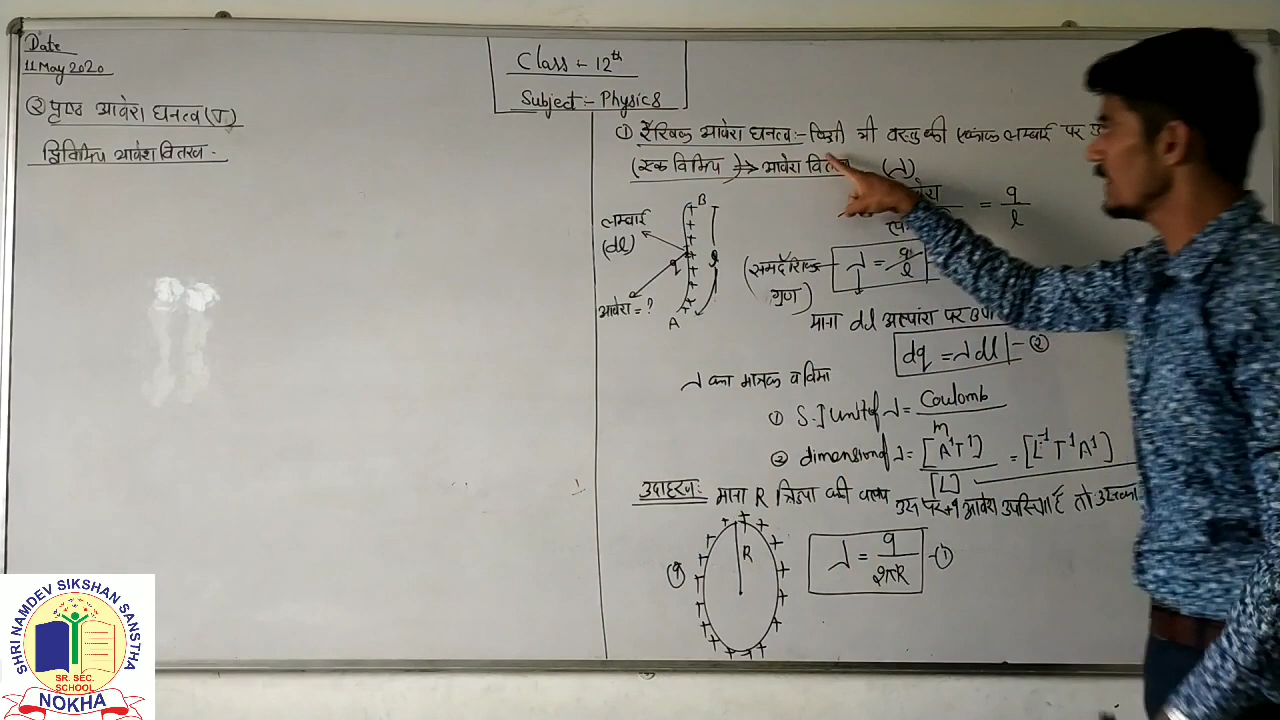 Date
11 May 2020
② पृष्ठ आवेश घनत्व (σ)
द्विविमिय आवेश वितरण -
Class - 12th
Subject:- Physics
① रैखिक आवेश घनत्व:- किसी भी वस्तु की एकांक लम्बाई पर
(एक विमिय) → आवेश वितरण (λ)
= q / l
लम्बाई (dl)
B
q
l
आवेश = ?
A
(समदैशिक गुण)
λ = q / l
माना dl अल्पांश पर
dq = λ dl - ②
λ का मात्रक व विमा
① S.I unit of λ = Coulomb / m
② dimension of λ = [A¹T¹] / [L] = [L⁻¹ T¹ A¹]
उदाहरण:- माना R त्रिज्या की वलय उस पर +q आवेश उपस्थित है तो उसका
+ + + +
R
q
λ = q / 2πR - ①
SHRI NAMDEV SIKSHAN SANSTHA
SR. SEC.
SCHOOL
NOKHA